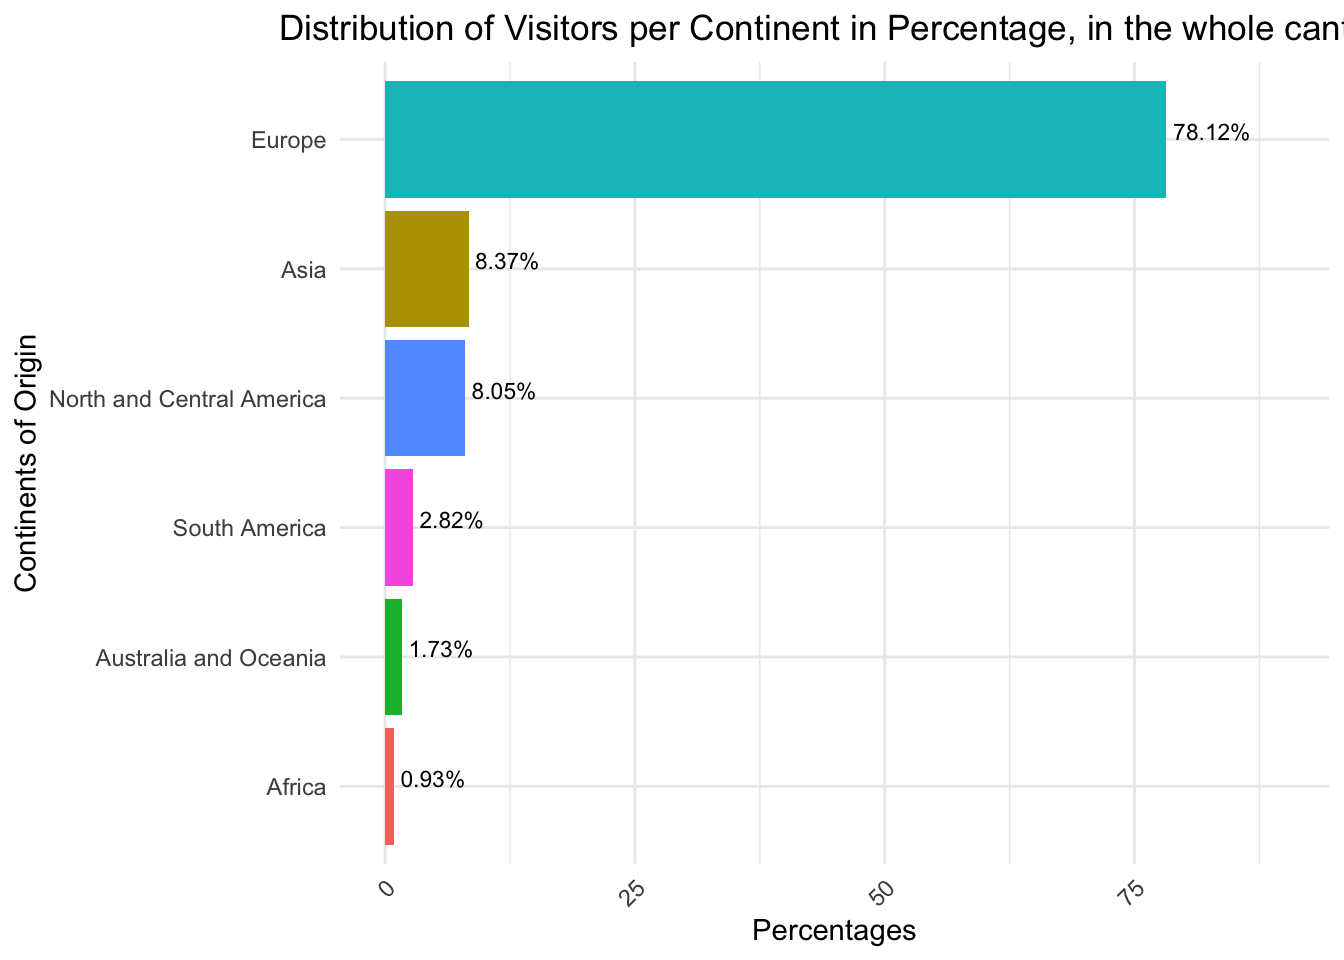 Distribution of Visitors per Continent in Percentage, in the whole
Europe
78.12%
Asia
8.37%
North and Central America
8.05%
South America
2.82%
Australia and Oceania
1.73%
Africa
0.93%
Continents of Origin
0
25
50
75
Percentages